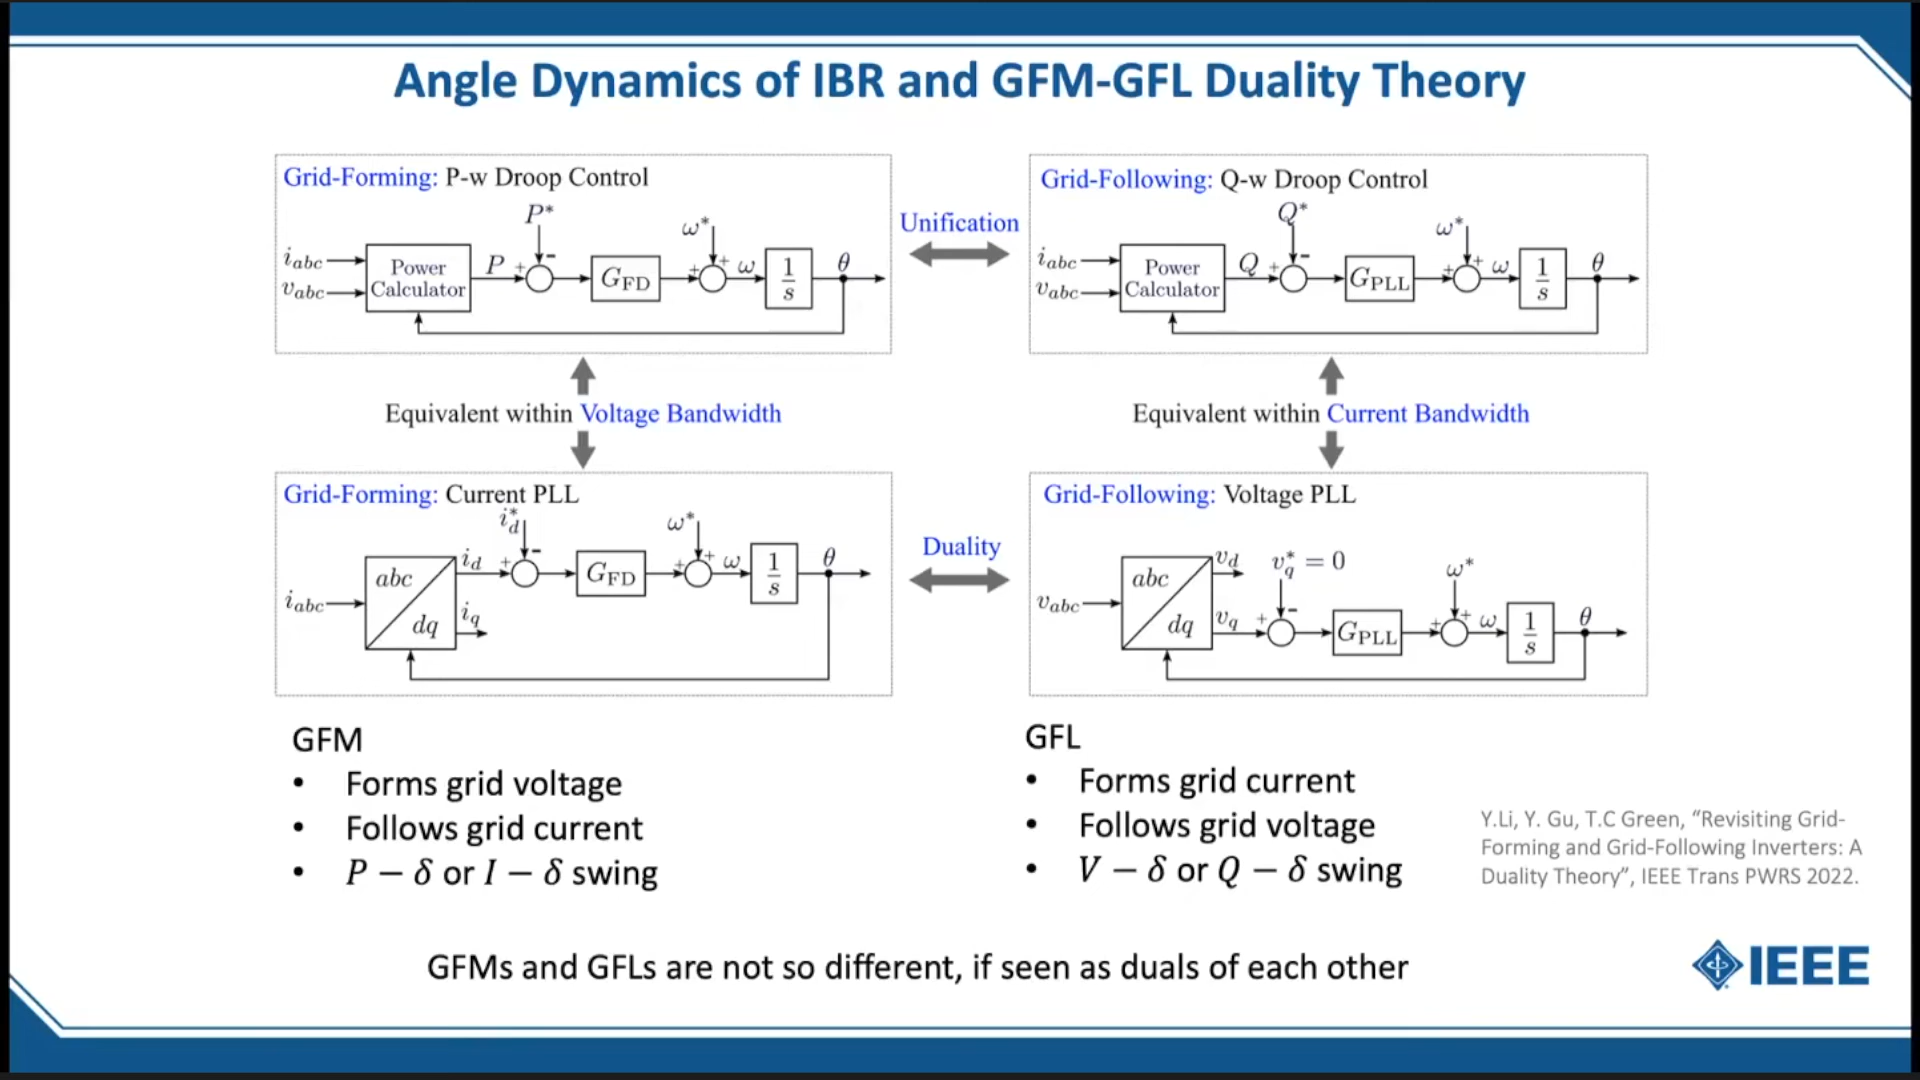 Angle Dynamics of IBR and GFM-GFL Duality Theory
Grid-Forming: P-w Droop Control
P*
ω*
i_abc
v_abc
Power
Calculator
P
+
-
G_FD
+
+
ω
1
s
θ
Unification
Grid-Following: Q-w Droop Control
Q*
ω*
i_abc
v_abc
Power
Calculator
Q
+
-
G_PLL
+
+
ω
1
s
θ
Equivalent within Voltage Bandwidth
Equivalent within Current Bandwidth
Grid-Forming: Current PLL
i_d*
ω*
i_abc
abc
dq
i_d
i_q
+
-
G_FD
+
+
ω
1
s
θ
Duality
Grid-Following: Voltage PLL
v_abc
abc
dq
v_d
v_q
v_q* = 0
ω*
+
-
G_PLL
+
+
ω
1
s
θ
GFM
• Forms grid voltage
• Follows grid current
• P − δ or I − δ swing
GFL
• Forms grid current
• Follows grid voltage
• V − δ or Q − δ swing
Y.Li, Y. Gu, T.C Green, “Revisiting Grid-
Forming and Grid-Following Inverters: A
Duality Theory”, IEEE Trans PWRS 2022.
GFMs and GFLs are not so different, if seen as duals of each other
IEEE